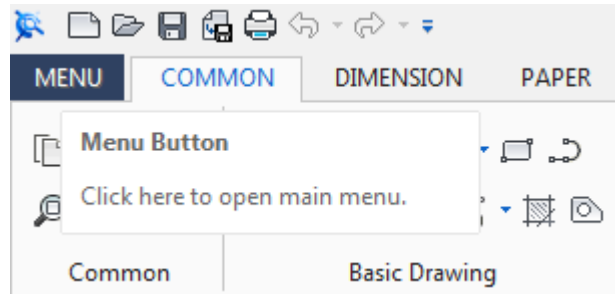 MENU COMMON DIMENSION PAPER
Menu Button
Click here to open main menu.
Common Basic Drawing